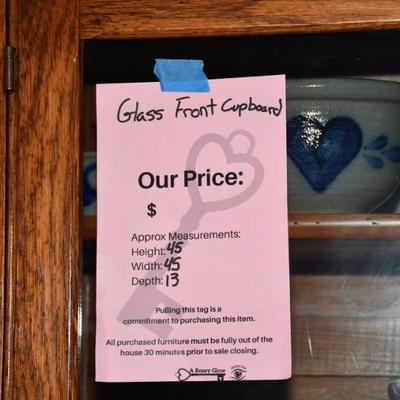 Glass Front Cupboard
Our Price:
$
Approx Measurements:
Height: 45
Width: 45
Depth: 13
Pulling this tag is a
commitment to purchasing this item.
All purchased furniture must be fully out of the
house 30 minutes prior to sale closing.
A Rosey Glow